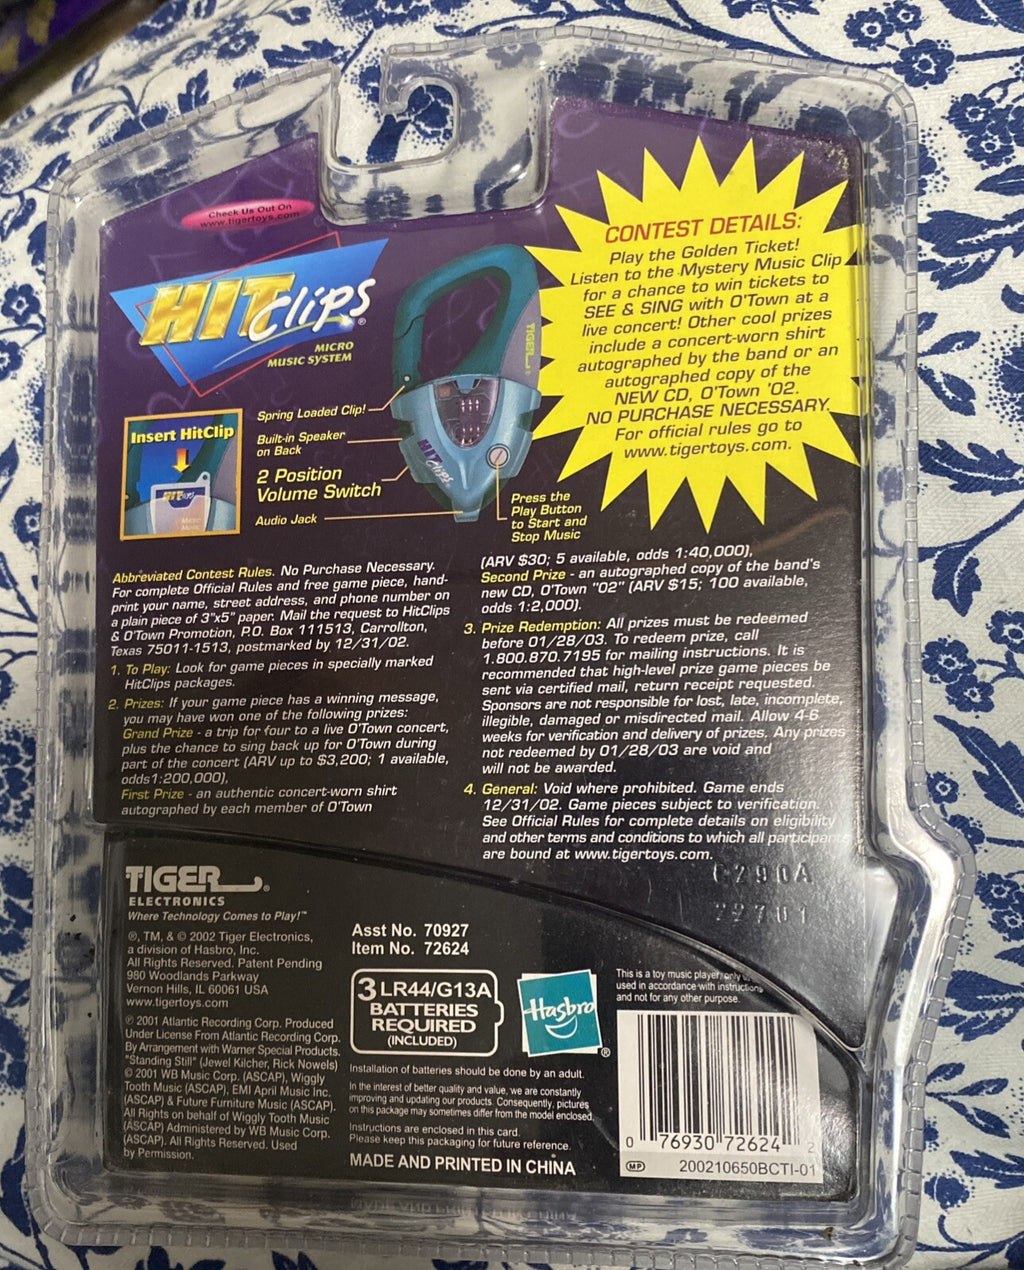 Check Us Out On
www.tigertoys.com
HIT Clips®
MICRO
MUSIC SYSTEM
TIGER
Spring Loaded Clip!
Built-in Speaker
on Back
2 Position
Volume Switch
Audio Jack
Insert HitClip
HIT Clips
Press the
Play Button
to Start and
Stop Music
CONTEST DETAILS:
Play the Golden Ticket!
Listen to the Mystery Music Clip
for a chance to win tickets to
SEE & SING with O'Town at a
live concert! Other cool prizes
include a concert-worn shirt
autographed by the band or an
autographed copy of the
NEW CD, O'Town '02.
NO PURCHASE NECESSARY.
For official rules go to
www.tigertoys.com.
Abbreviated Contest Rules. No Purchase Necessary.
For complete Official Rules and free game piece, hand-
print your name, street address, and phone number on
a plain piece of 3"x5" paper. Mail the request to HitClips
& O'Town Promotion, P.O. Box 111513, Carrollton,
Texas 75011-1513, postmarked by 12/31/02.
1. To Play: Look for game pieces in specially marked
HitClips packages.
2. Prizes: If your game piece has a winning message,
you may have won one of the following prizes:
Grand Prize - a trip for four to a live O'Town concert,
plus the chance to sing back up for O'Town during
part of the concert (ARV up to $3,200; 1 available,
odds1:200,000),
First Prize - an authentic concert-worn shirt
autographed by each member of O'Town
(ARV $30; 5 available, odds 1:40,000),
Second Prize - an autographed copy of the band's
new CD, O'Town "02" (ARV $15; 100 available,
odds 1:2,000).
3. Prize Redemption: All prizes must be redeemed
before 01/28/03. To redeem prize, call
1.800.870.7195 for mailing instructions. It is
recommended that high-level prize game pieces be
sent via certified mail, return receipt requested.
Sponsors are not responsible for lost, late, incomplete,
illegible, damaged or misdirected mail. Allow 4-6
weeks for verification and delivery of prizes. Any prizes
not redeemed by 01/28/03 are void and
will not be awarded.
4. General: Void where prohibited. Game ends
12/31/02. Game pieces subject to verification.
See Official Rules for complete details on eligibility
and other terms and conditions to which all participants
are bound at www.tigertoys.com.
C290A
22701
TIGER®
ELECTRONICS
Where Technology Comes to Play!™
®, TM, & © 2002 Tiger Electronics,
a division of Hasbro, Inc.
All Rights Reserved. Patent Pending
980 Woodlands Parkway
Vernon Hills, IL 60061 USA
www.tigertoys.com
℗ 2001 Atlantic Recording Corp. Produced
Under License From Atlantic Recording Corp.
By Arrangement with Warner Special Products.
"Standing Still" (Jewel Kilcher, Rick Nowels)
© 2001 WB Music Corp. (ASCAP), Wiggly
Tooth Music (ASCAP), EMI April Music Inc.
(ASCAP) & Future Furniture Music (ASCAP).
All Rights on behalf of Wiggly Tooth Music
(ASCAP) Administered by WB Music Corp.
(ASCAP). All Rights Reserved. Used
by Permission.
Asst No. 70927
Item No. 72624
3 LR44/G13A
BATTERIES
REQUIRED
(INCLUDED)
Hasbro®
Installation of batteries should be done by an adult.
In the interest of better quality and value, we are constantly
improving and updating our products. Consequently, pictures
on this package may sometimes differ from the model enclosed.
Instructions are enclosed in this card.
Please keep this packaging for future reference.
MADE AND PRINTED IN CHINA
This is a toy music player, only
used in accordance with instructions
and not for any other purpose.
0 76930 72624 2
MP 200210650BCTI-01